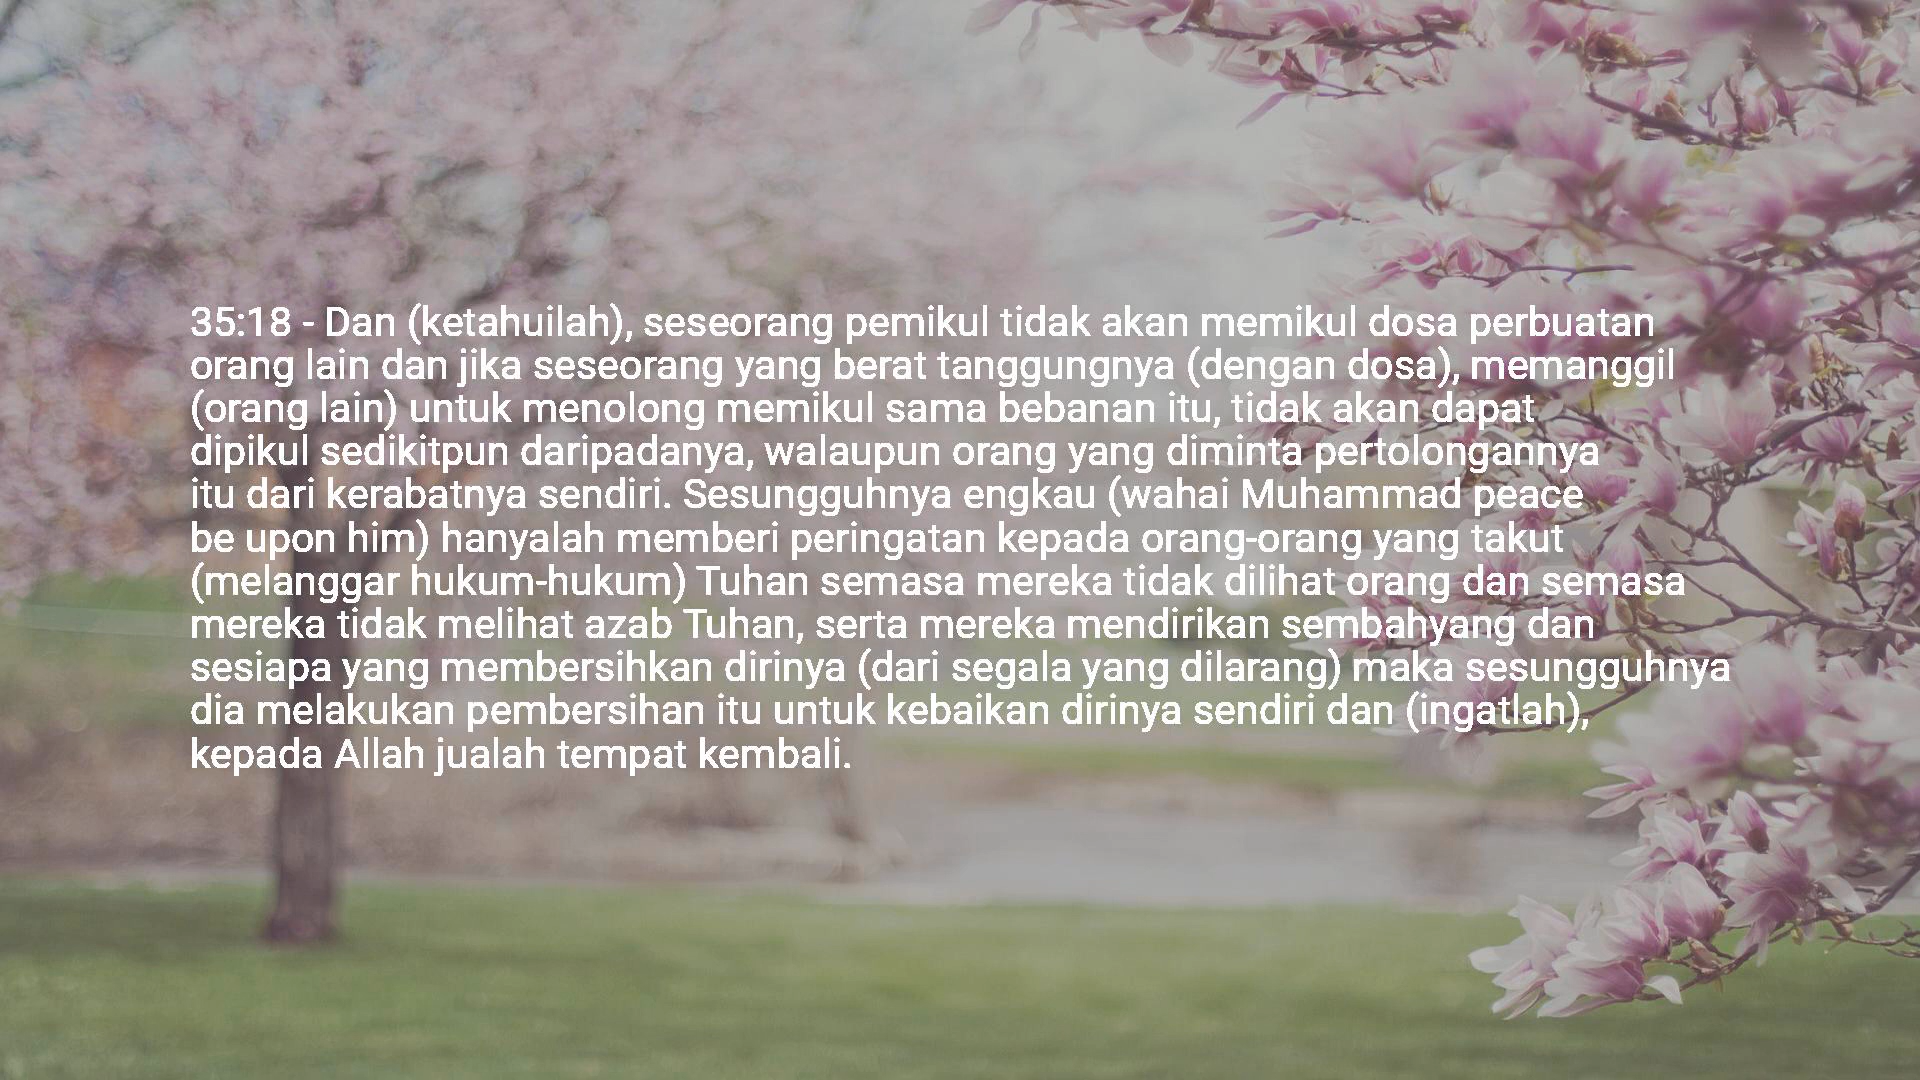 35:18 - Dan (ketahuilah), seseorang pemikul tidak akan memikul dosa perbuatan
orang lain dan jika seseorang yang berat tanggungnya (dengan dosa), memanggil
(orang lain) untuk menolong memikul sama bebanan itu, tidak akan dapat
dipikul sedikitpun daripadanya, walaupun orang yang diminta pertolongannya
itu dari kerabatnya sendiri. Sesungguhnya engkau (wahai Muhammad peace
be upon him) hanyalah memberi peringatan kepada orang-orang yang takut
(melanggar hukum-hukum) Tuhan semasa mereka tidak dilihat orang dan semasa
mereka tidak melihat azab Tuhan, serta mereka mendirikan sembahyang dan
sesiapa yang membersihkan dirinya (dari segala yang dilarang) maka sesungguhnya
dia melakukan pembersihan itu untuk kebaikan dirinya sendiri dan (ingatlah),
kepada Allah jualah tempat kembali.